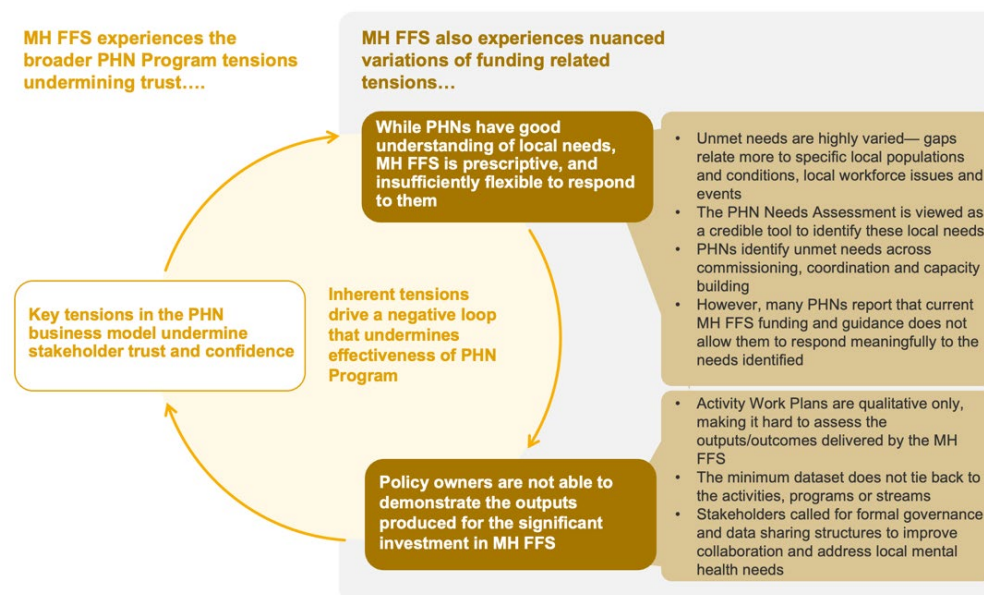 MH FFS experiences the
broader PHN Program tensions
undermining trust....
MH FFS also experiences nuanced
variations of funding related
tensions...
While PHNs have good
understanding of local needs,
MH FFS is prescriptive, and
insufficiently flexible to respond
to them
• Unmet needs are highly varied— gaps
relate more to specific local populations
and conditions, local workforce issues and
events
• The PHN Needs Assessment is viewed as
a credible tool to identify these local needs
• PHNs identify unmet needs across
commissioning, coordination and capacity
building
• However, many PHNs report that current
MH FFS funding and guidance does not
allow them to respond meaningfully to the
needs identified
Key tensions in the PHN
business model undermine
stakeholder trust and confidence
Inherent tensions
drive a negative loop
that undermines
effectiveness of PHN
Program
Policy owners are not able to
demonstrate the outputs
produced for the significant
investment in MH FFS
• Activity Work Plans are qualitative only,
making it hard to assess the
outputs/outcomes delivered by the MH
FFS
• The minimum dataset does not tie back to
the activities, programs or streams
• Stakeholders called for formal governance
and data sharing structures to improve
collaboration and address local mental
health needs